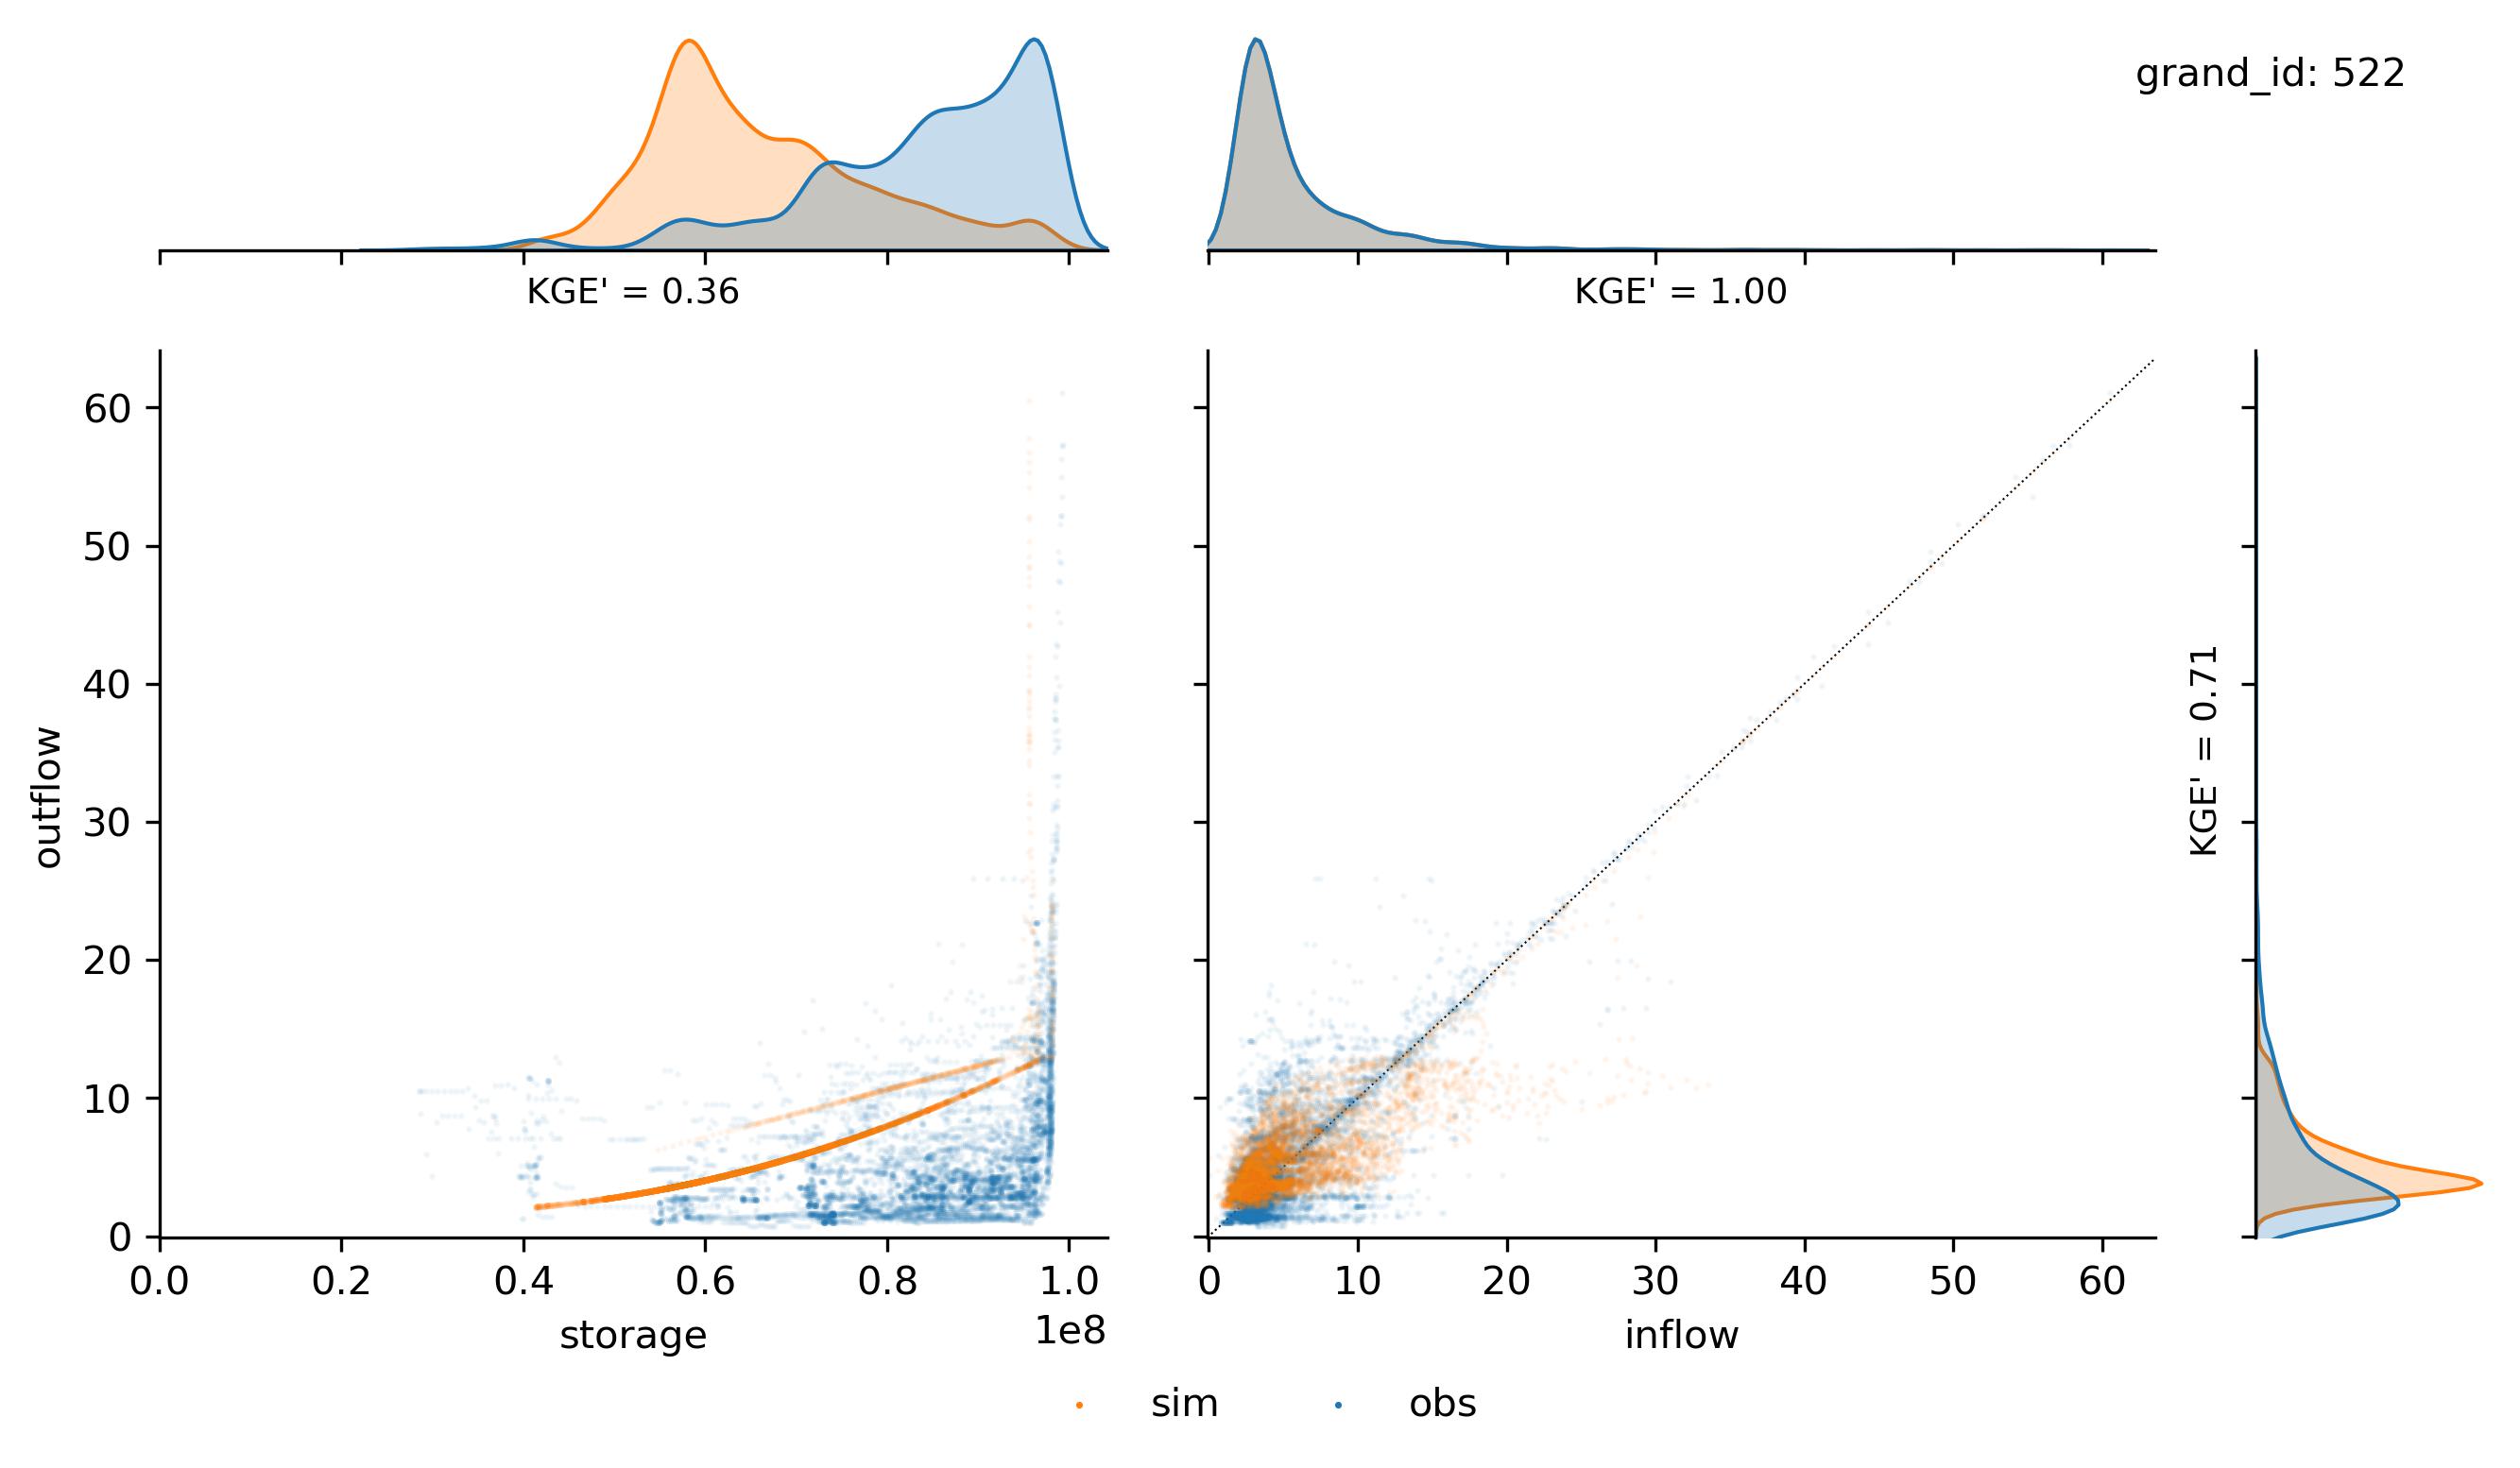 grand_id: 522
KGE' = 0.36
KGE' = 1.00
60
50
40
30
20
10
0
outflow
KGE' = 0.71
0.0 0.2 0.4 0.6 0.8 1.0
1e8
storage
0 10 20 30 40 50 60
inflow
sim obs